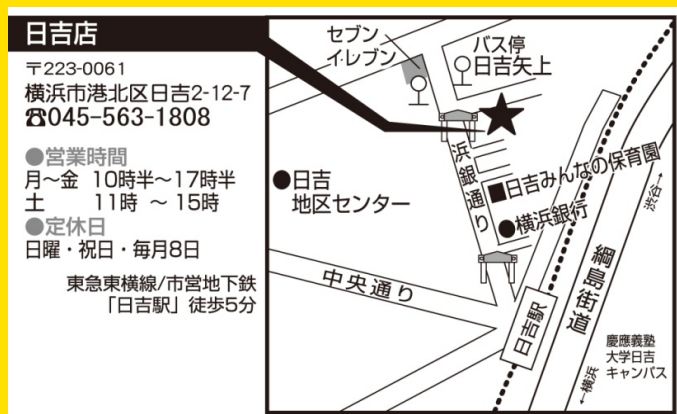 日吉店
〒223-0061
横浜市港北区日吉2-12-7
☎045-563-1808
●営業時間
月〜金 10時半〜17時半
土 11時 〜 15時
●定休日
日曜・祝日・毎月8日
東急東横線/市営地下鉄
「日吉駅」徒歩5分
セブン
イレブン
バス停
日吉矢上
浜銀通り
日吉みんなの保育園
横浜銀行
日吉
地区センター
中央通り
日吉駅
綱島街道
渋谷→
慶應義塾
大学日吉
キャンパス
←横浜